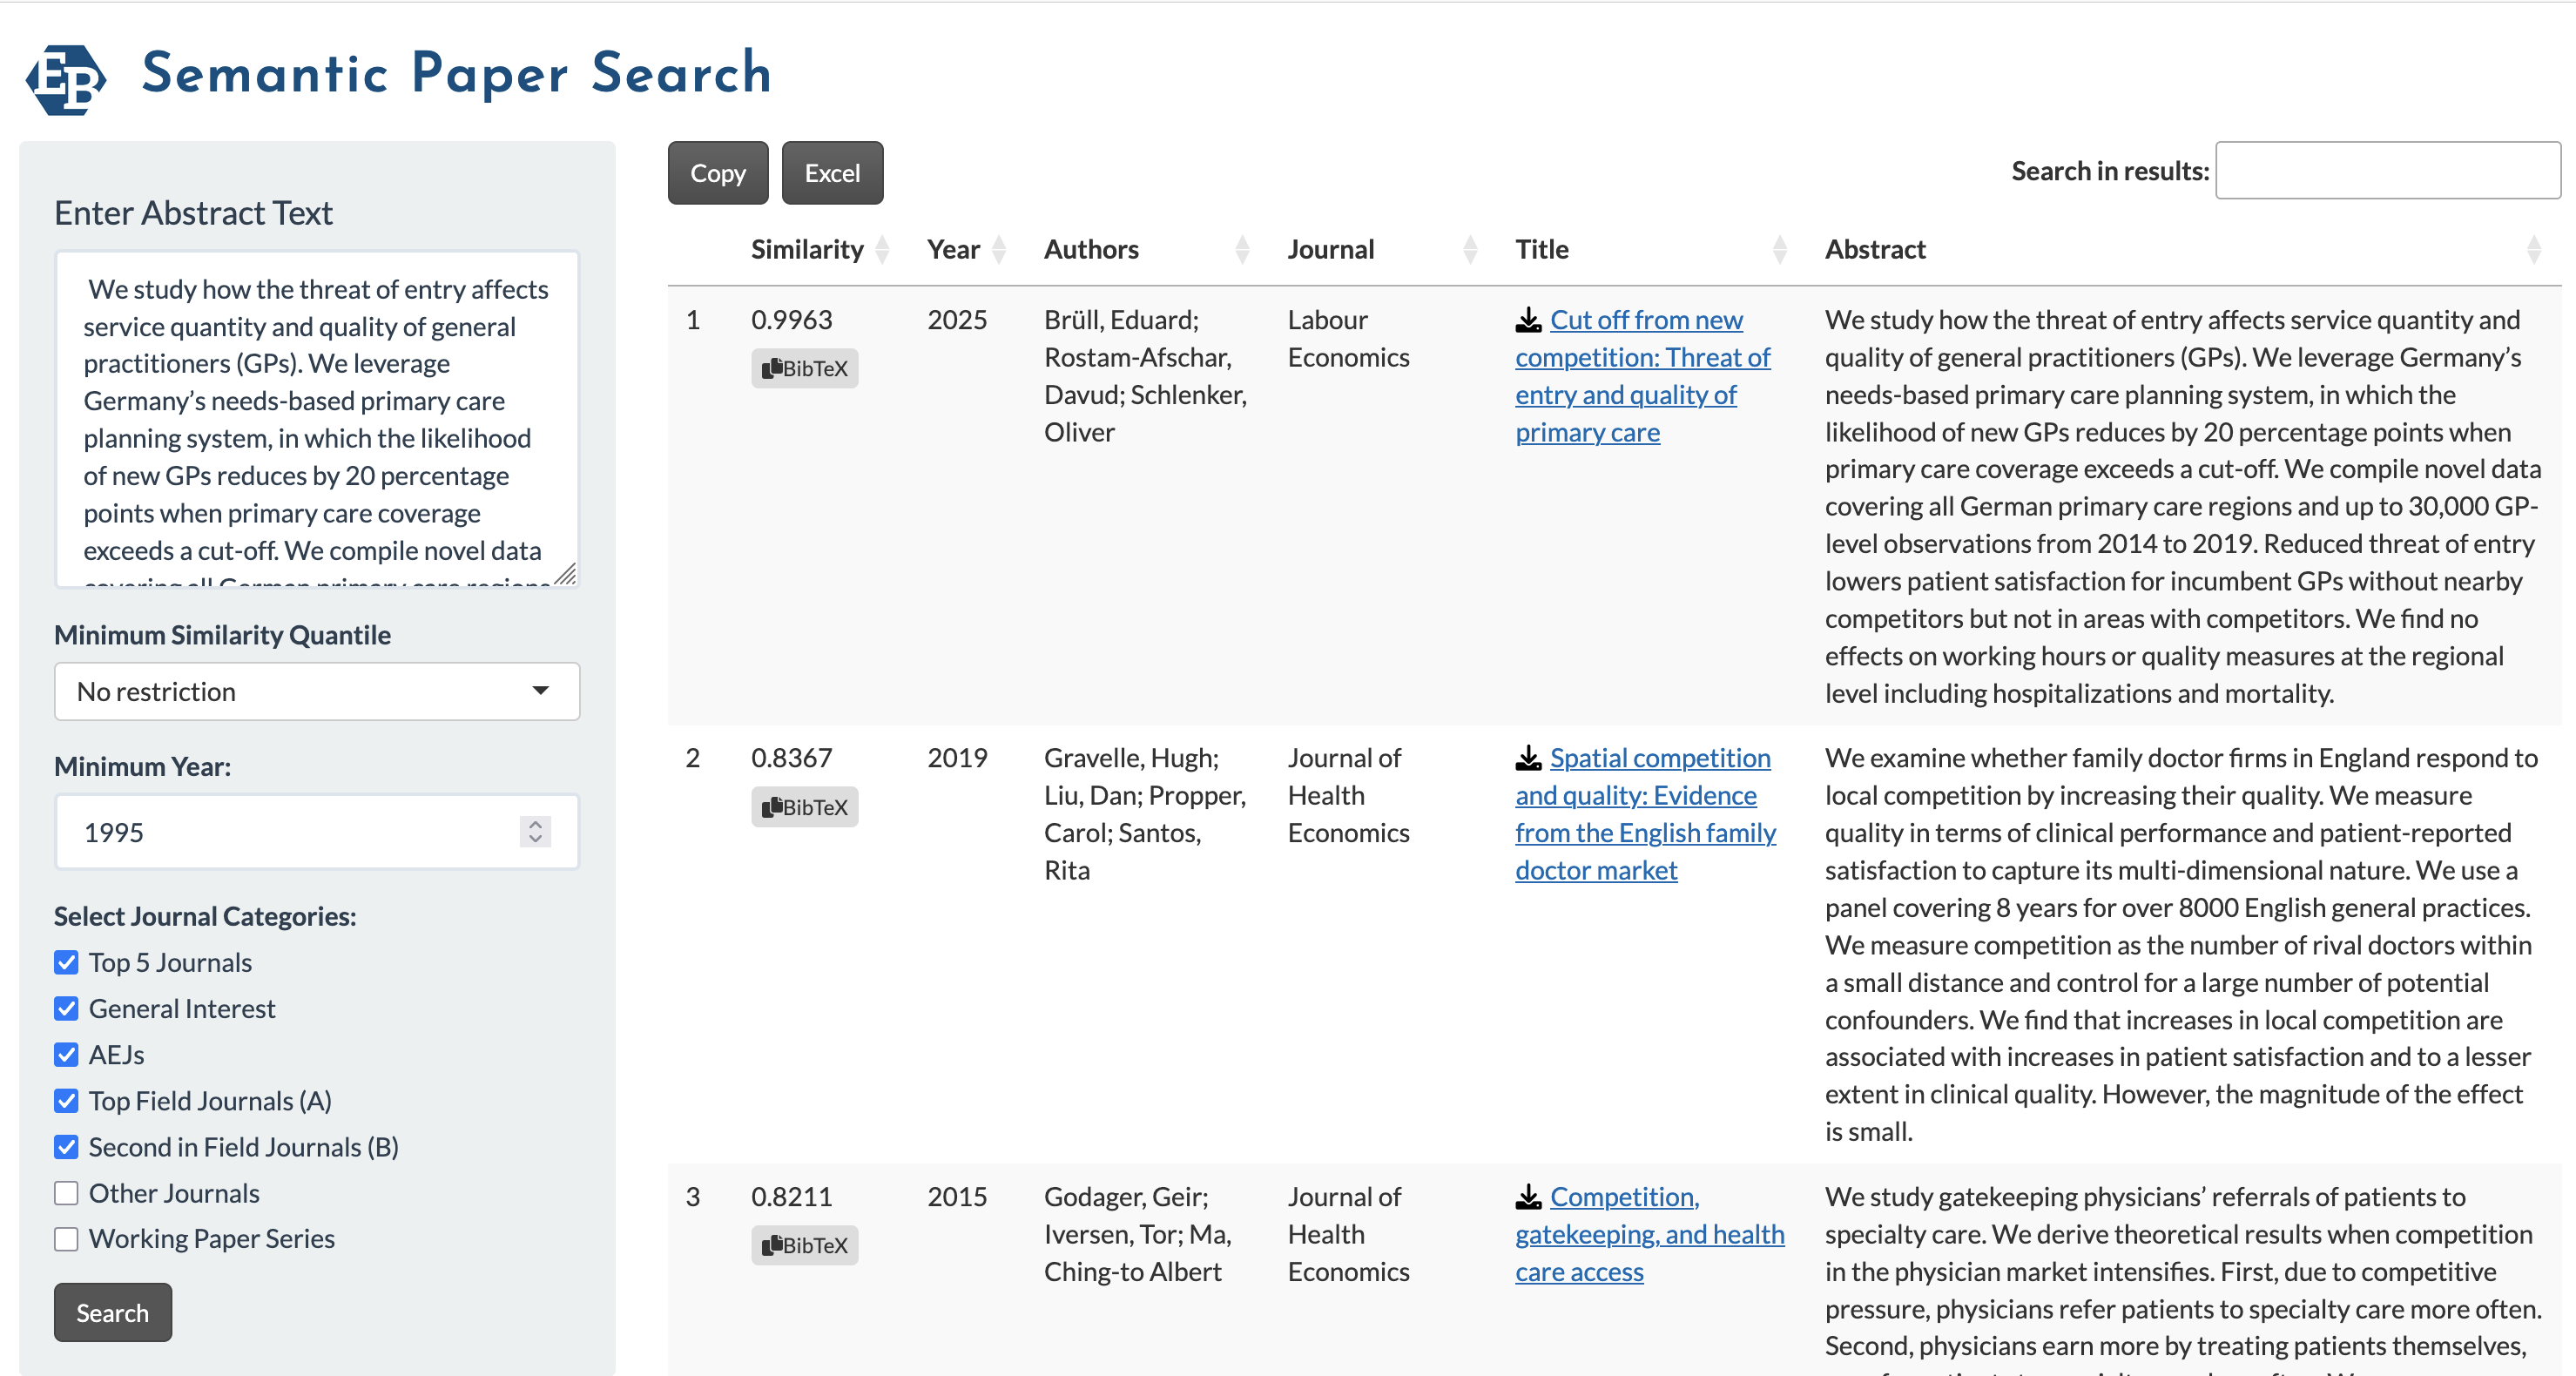 EB
Semantic Paper Search
Enter Abstract Text
We study how the threat of entry affects
service quantity and quality of general
practitioners (GPs). We leverage
Germany’s needs-based primary care
planning system, in which the likelihood
of new GPs reduces by 20 percentage
points when primary care coverage
exceeds a cut-off. We compile novel data
covering all German primary care regions
Minimum Similarity Quantile
No restriction
Minimum Year:
1995
Select Journal Categories:
Top 5 Journals
General Interest
AEJs
Top Field Journals (A)
Second in Field Journals (B)
Other Journals
Working Paper Series
Search
Copy Excel
Search in results:
Similarity Year Authors Journal Title Abstract
1
0.9963
BibTeX
2025
Brüll, Eduard;
Rostam-Afschar,
Davud; Schlenker,
Oliver
Labour
Economics
Cut off from new
competition: Threat of
entry and quality of
primary care
We study how the threat of entry affects service quantity and
quality of general practitioners (GPs). We leverage Germany’s
needs-based primary care planning system, in which the
likelihood of new GPs reduces by 20 percentage points when
primary care coverage exceeds a cut-off. We compile novel data
covering all German primary care regions and up to 30,000 GP-
level observations from 2014 to 2019. Reduced threat of entry
lowers patient satisfaction for incumbent GPs without nearby
competitors but not in areas with competitors. We find no
effects on working hours or quality measures at the regional
level including hospitalizations and mortality.
2
0.8367
BibTeX
2019
Gravelle, Hugh;
Liu, Dan; Propper,
Carol; Santos,
Rita
Journal of
Health
Economics
Spatial competition
and quality: Evidence
from the English family
doctor market
We examine whether family doctor firms in England respond to
local competition by increasing their quality. We measure
quality in terms of clinical performance and patient-reported
satisfaction to capture its multi-dimensional nature. We use a
panel covering 8 years for over 8000 English general practices.
We measure competition as the number of rival doctors within
a small distance and control for a large number of potential
confounders. We find that increases in local competition are
associated with increases in patient satisfaction and to a lesser
extent in clinical quality. However, the magnitude of the effect
is small.
3
0.8211
BibTeX
2015
Godager, Geir;
Iversen, Tor; Ma,
Ching-to Albert
Journal of
Health
Economics
Competition,
gatekeeping, and health
care access
We study gatekeeping physicians’ referrals of patients to
specialty care. We derive theoretical results when competition
in the physician market intensifies. First, due to competitive
pressure, physicians refer patients to specialty care more often.
Second, physicians earn more by treating patients themselves,